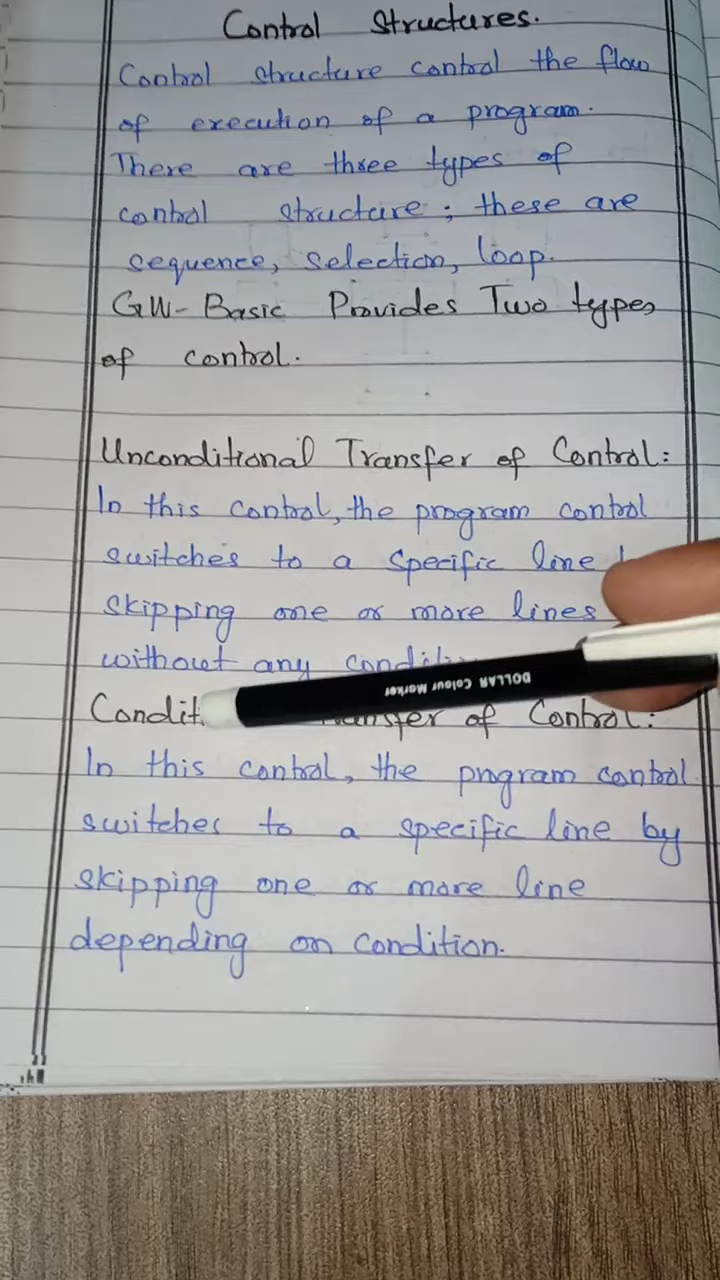 Control Structures.
Control structure control the flow
of execution of a program.
There are three types of
control structure; these are
sequence, selection, loop.
GW-Basic Provides Two types
of control.
Unconditional Transfer of Control:
In this control, the program control
switches to a specific line
skipping one or more lines
without any
DOLLAR Colour Marker
Transfer of Control:
In this control, the program control
switches to a specific line by
skipping one or more line
depending on condition.